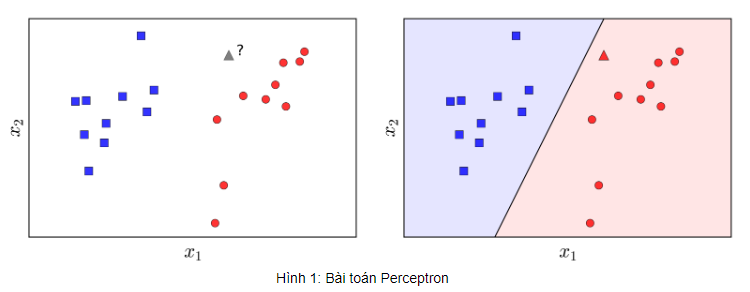 ?
x₂
x₁
x₂
x₁
Hình 1: Bài toán Perceptron